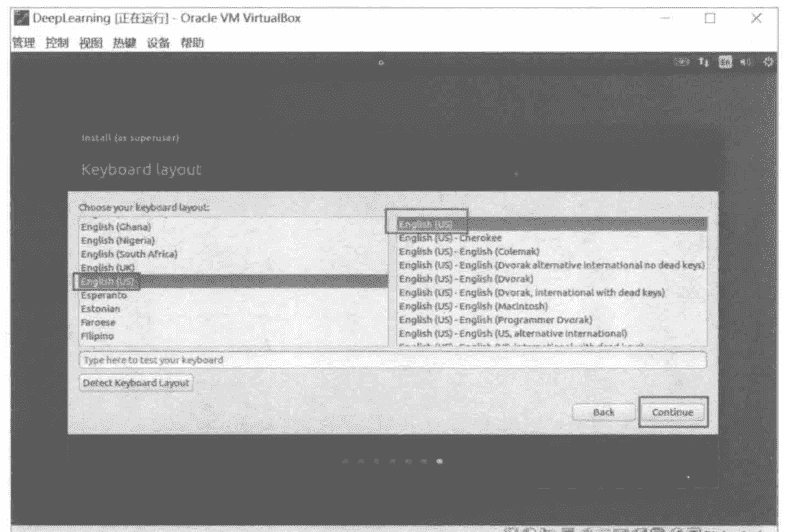 DeepLearning [正在运行] - Oracle VM VirtualBox
管理 控制 视图 热键 设备 帮助
Install (as superuser)
Keyboard layout
Choose your keyboard layout:
English (Ghana)
English (Nigeria)
English (South Africa)
English (UK)
English (US)
Esperanto
Estonian
Faroese
Filipino
English (US)
English (US) - Cherokee
English (US) - English (Colemak)
English (US) - English (Dvorak alternative international no dead keys)
English (US) - English (Dvorak)
English (US) - English (Dvorak, international with dead keys)
English (US) - English (Macintosh)
English (US) - English (Programmer Dvorak)
English (US) - English (US, alternative international)
Type here to test your keyboard
Detect Keyboard Layout
Back Continue